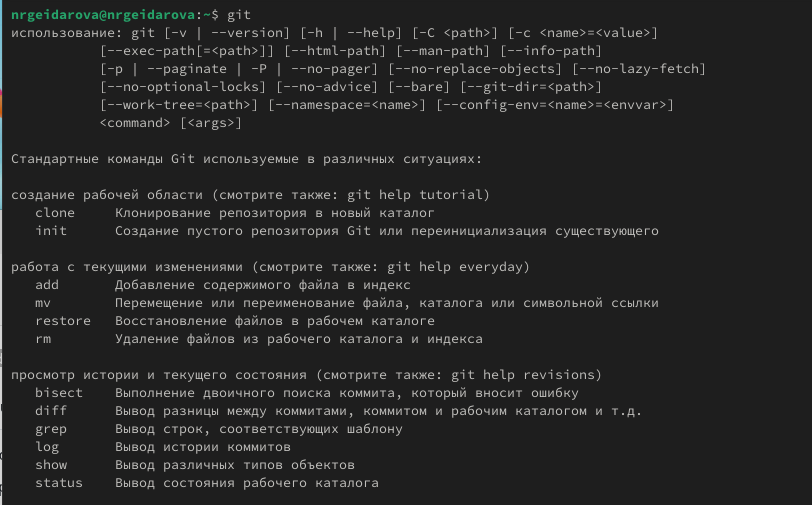 nrgeidarova@nrgeidarova:~$ git
использование: git [-v | --version] [-h | --help] [-C <path>] [-c <name>=<value>]
[--exec-path[=<path>]] [--html-path] [--man-path] [--info-path]
[-p | --paginate | -P | --no-pager] [--no-replace-objects] [--no-lazy-fetch]
[--no-optional-locks] [--no-advice] [--bare] [--git-dir=<path>]
[--work-tree=<path>] [--namespace=<name>] [--config-env=<name>=<envvar>]
<command> [<args>]
Стандартные команды Git используемые в различных ситуациях:
создание рабочей области (смотрите также: git help tutorial)
clone Клонирование репозитория в новый каталог
init Создание пустого репозитория Git или переинициализация существующего
работа с текущими изменениями (смотрите также: git help everyday)
add Добавление содержимого файла в индекс
mv Перемещение или переименование файла, каталога или символьной ссылки
restore Восстановление файлов в рабочем каталоге
rm Удаление файлов из рабочего каталога и индекса
просмотр истории и текущего состояния (смотрите также: git help revisions)
bisect Выполнение двоичного поиска коммита, который вносит ошибку
diff Вывод разницы между коммитами, коммитом и рабочим каталогом и т.д.
grep Вывод строк, соответствующих шаблону
log Вывод истории коммитов
show Вывод различных типов объектов
status Вывод состояния рабочего каталога